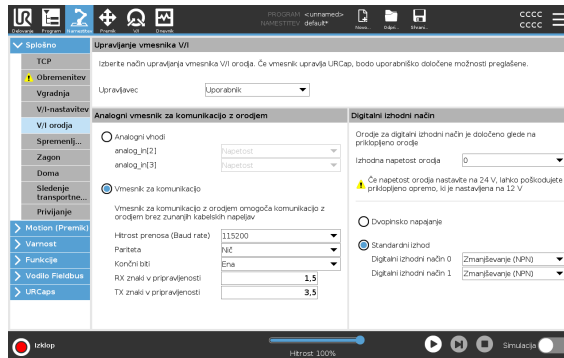 PROGRAM <unnamed>
NAMESTITEV default*
CCCC
CCCC
Delovanje Program Namestitev Premik V/I Dnevnik Novo... Odpri... Shrani...
Splošno
TCP
Obremenitev
Vgradnja
V/I-nastavitev
V/I orodja
Spremenlj...
Zagon
Doma
Sledenje
transportne...
Privijanje
Motion (Premik)
Varnost
Funkcije
Vodilo Fieldbus
URCaps
Upravljanje vmesnika V/I
Izberite način upravljanja vmesnika V/I orodja. Če vmesnik upravlja URCap, bodo uporabniško določene možnosti preglašene.
Upravljavec Uporabnik
Analogni vmesnik za komunikacijo z orodjem
Analogni vhodi
analog_in[2] Napetost
analog_in[3] Napetost
Vmesnik za komunikacijo
Vmesnik za komunikacijo z orodjem omogoča komunikacijo z
orodjem brez zunanjih kabelskih napeljav
Hitrost prenosa (Baud rate) 115200
Pariteta Nič
Končni biti Ena
RX znaki v pripravljenosti 1,5
TX znaki v pripravljenosti 3,5
Digitalni izhodni način
Orodje za digitalni izhodni način je določeno glede na
priklopljeno orodje
Izhodna napetost orodja 0
Če napetost orodja nastavite na 24 V, lahko poškodujete
priklopljeno opremo, ki je nastavljena na 12 V
Dvopinsko napajanje
Standardni izhod
Digitalni izhodni način 0 Zmanjševanje (NPN)
Digitalni izhodni način 1 Zmanjševanje (NPN)
Izklop
Hitrost 100%
Simulacija